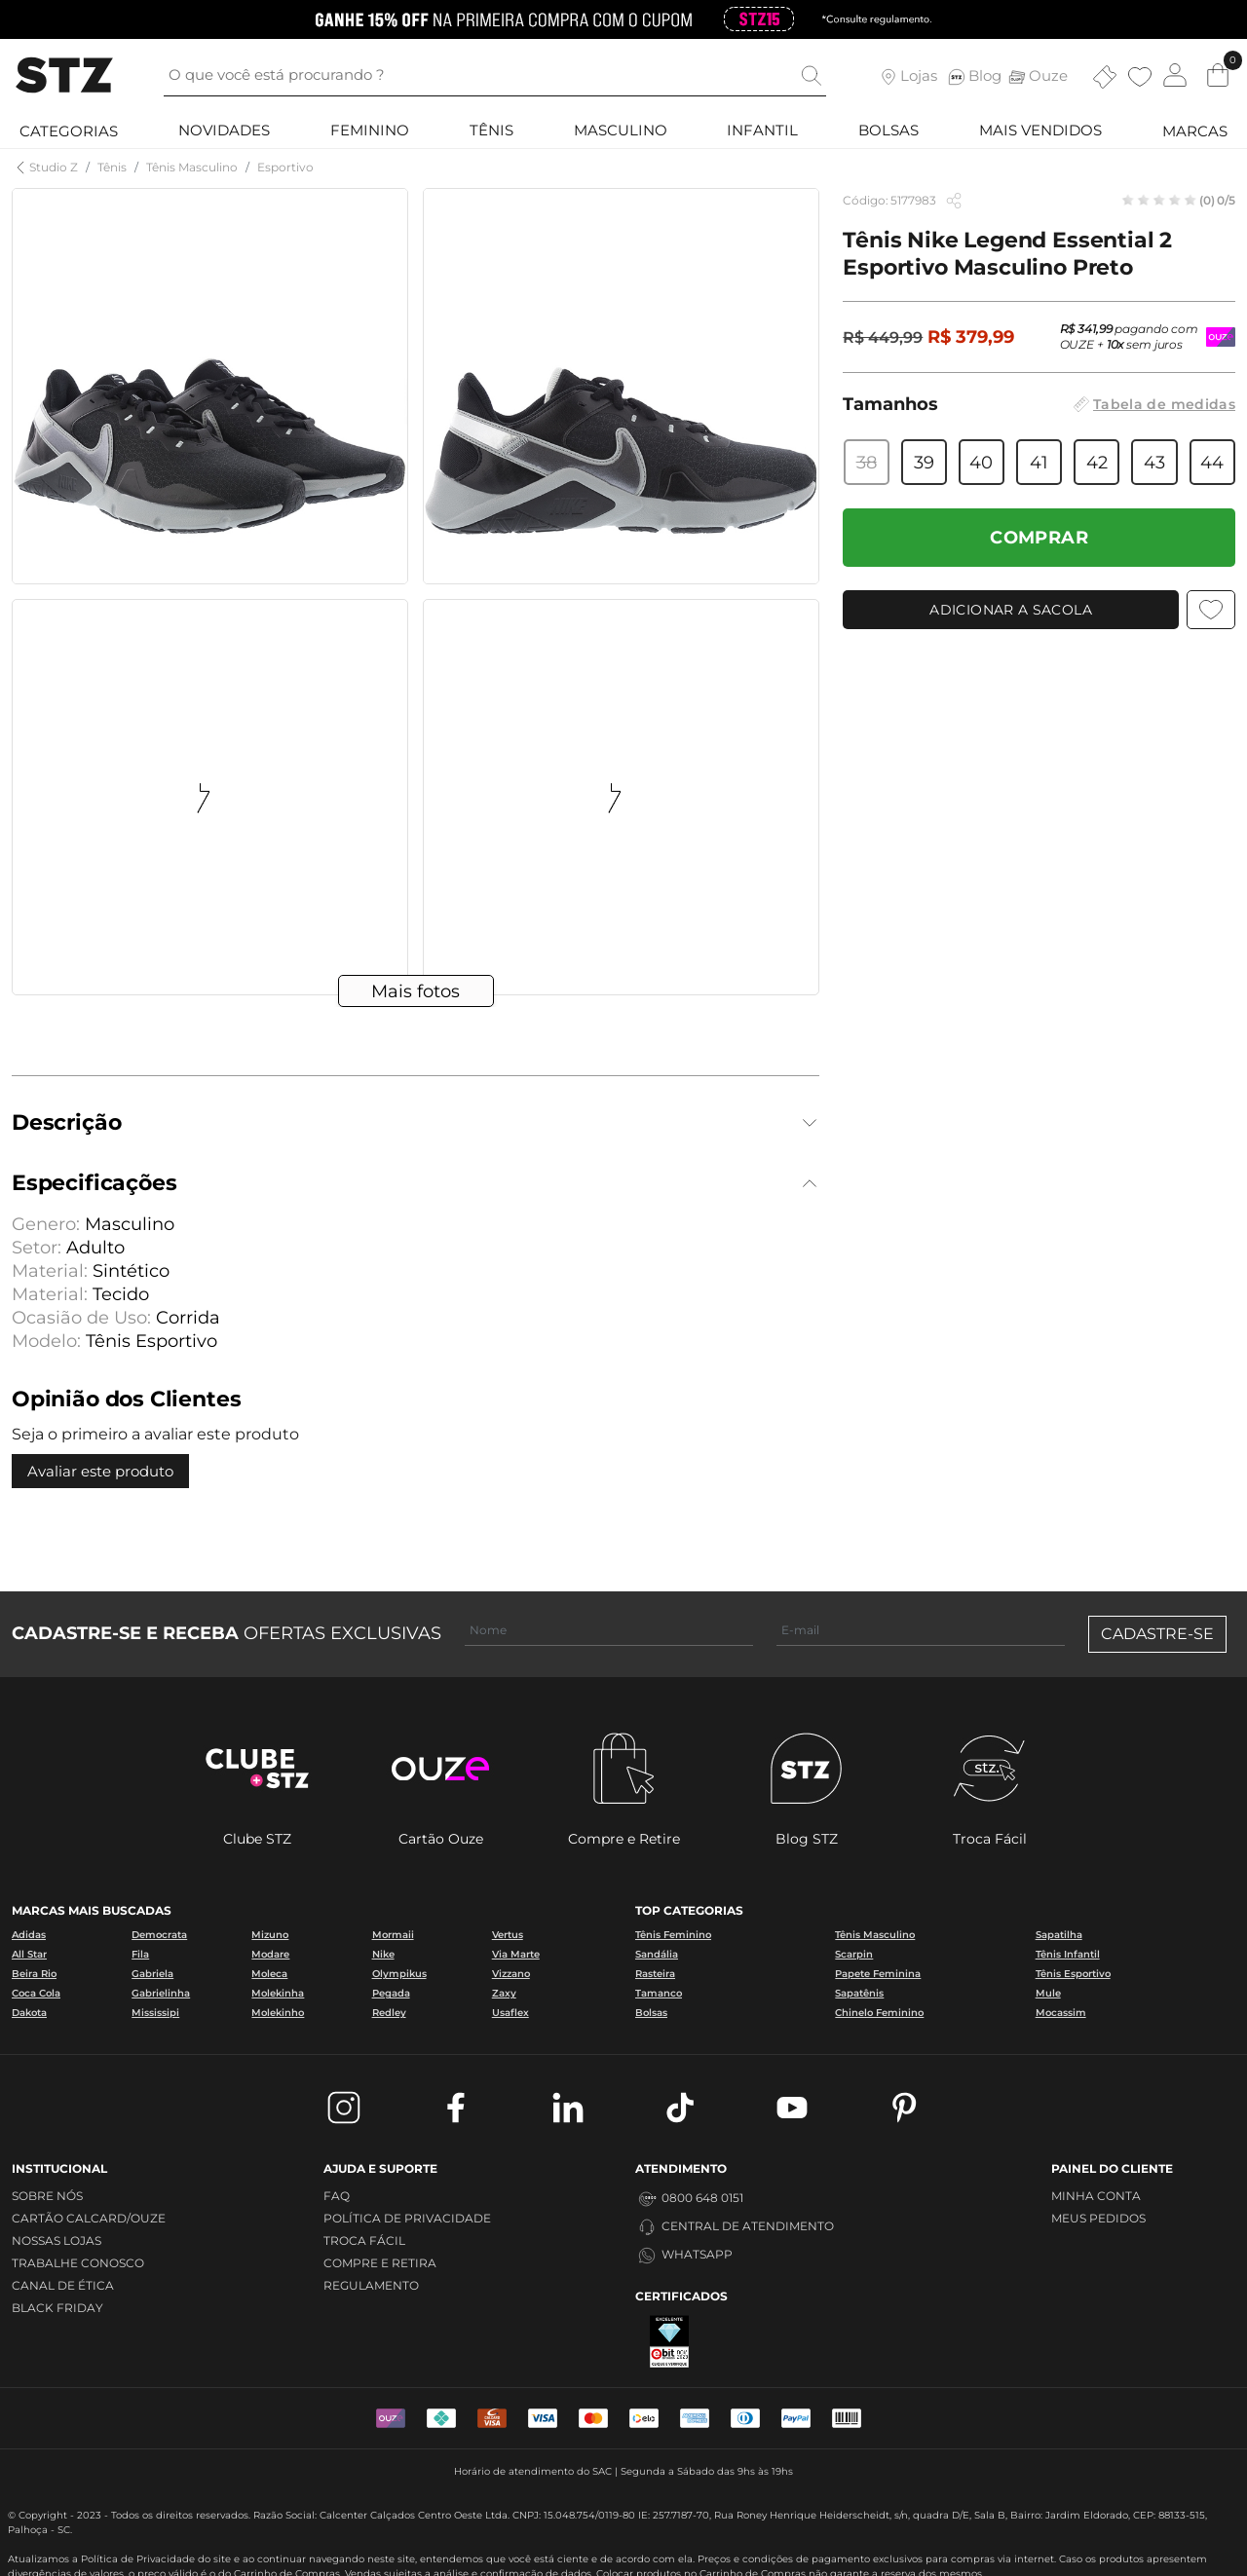 GANHE 15% OFF NA PRIMEIRA COMPRA COM O CUPOM STZ15 *Consulte regulamento.
STZ
O que você está procurando ?
Lojas
STZ Blog
Ouze
0
CATEGORIAS NOVIDADES FEMININO TÊNIS MASCULINO INFANTIL BOLSAS MAIS VENDIDOS MARCAS
Studio Z / Tênis / Tênis Masculino / Esportivo
Código: 5177983
(0) 0/5
Tênis Nike Legend Essential 2
Esportivo Masculino Preto
R$ 449,99 R$ 379,99
R$ 341,99 pagando com
OUZE + 10x sem juros
OUZE
Tamanhos
Tabela de medidas
38 39 40 41 42 43 44
COMPRAR
ADICIONAR A SACOLA
Mais fotos
Descrição
Especificações
Genero: Masculino
Setor: Adulto
Material: Sintético
Material: Tecido
Ocasião de Uso: Corrida
Modelo: Tênis Esportivo
Opinião dos Clientes
Seja o primeiro a avaliar este produto
Avaliar este produto
CADASTRE-SE E RECEBA OFERTAS EXCLUSIVAS
Nome
E-mail
CADASTRE-SE
CLUBE
+STZ
ouze
STZ
stz.
Clube STZ
Cartão Ouze
Compre e Retire
Blog STZ
Troca Fácil
MARCAS MAIS BUSCADAS
Adidas Democrata Mizuno Mormaii Vertus
All Star Fila Modare Nike Via Marte
Beira Rio Gabriela Moleca Olympikus Vizzano
Coca Cola Gabrielinha Molekinha Pegada Zaxy
Dakota Mississipi Molekinho Redley Usaflex
TOP CATEGORIAS
Tênis Feminino Tênis Masculino Sapatilha
Sandália Scarpin Tênis Infantil
Rasteira Papete Feminina Tênis Esportivo
Tamanco Sapatênis Mule
Bolsas Chinelo Feminino Mocassim
INSTITUCIONAL
SOBRE NÓS
CARTÃO CALCARD/OUZE
NOSSAS LOJAS
TRABALHE CONOSCO
CANAL DE ÉTICA
BLACK FRIDAY
AJUDA E SUPORTE
FAQ
POLÍTICA DE PRIVACIDADE
TROCA FÁCIL
COMPRE E RETIRA
REGULAMENTO
ATENDIMENTO
0800 648 0151
CENTRAL DE ATENDIMENTO
WHATSAPP
CERTIFICADOS
EXCELENTE
ebit
PAINEL DO CLIENTE
MINHA CONTA
MEUS PEDIDOS
VISA VISA elo PayPal
Horário de atendimento do SAC | Segunda a Sábado das 9hs às 19hs
© Copyright - 2023 - Todos os direitos reservados. Razão Social: Calcenter Calçados Centro Oeste Ltda. CNPJ: 15.048.754/0119-80 IE: 257.7187-70, Rua Roney Henrique Heiderscheidt, s/n, quadra D/E, Sala B, Bairro: Jardim Eldorado, CEP: 88133-515,
Palhoça - SC.
Atualizamos a Política de Privacidade do site e ao continuar navegando neste site, entendemos que você está ciente e de acordo com ela. Preços e condições de pagamento exclusivos para compras via internet. Caso os produtos apresentem
divergências de valores, o preço válido é o do Carrinho de Compras. Vendas sujeitas a análise e confirmação de dados. Colocar produtos no Carrinho de Compras não garante a reserva dos mesmos.